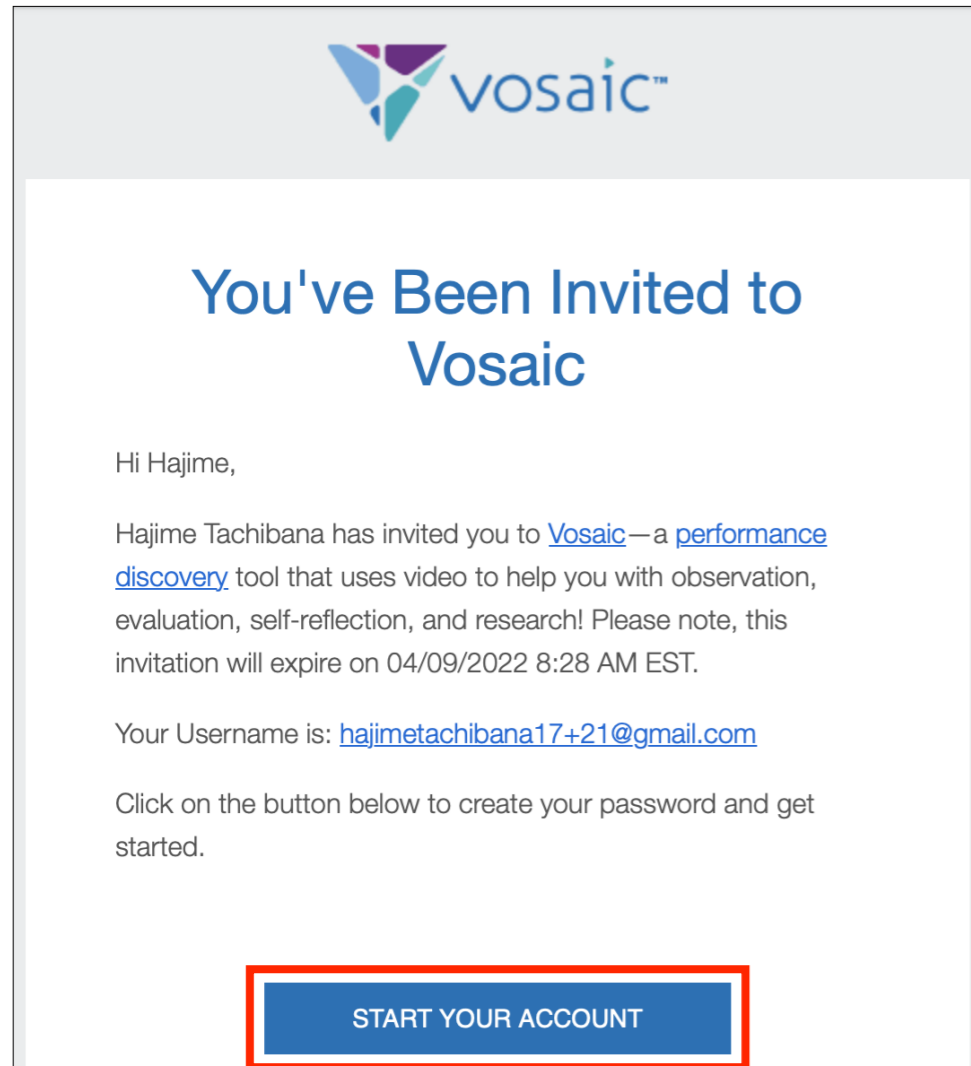 vosaic™
You've Been Invited to
Vosaic
Hi Hajime,
Hajime Tachibana has invited you to Vosaic—a performance
discovery tool that uses video to help you with observation,
evaluation, self-reflection, and research! Please note, this
invitation will expire on 04/09/2022 8:28 AM EST.
Your Username is: hajimetachibana17+21@gmail.com
Click on the button below to create your password and get
started.
START YOUR ACCOUNT